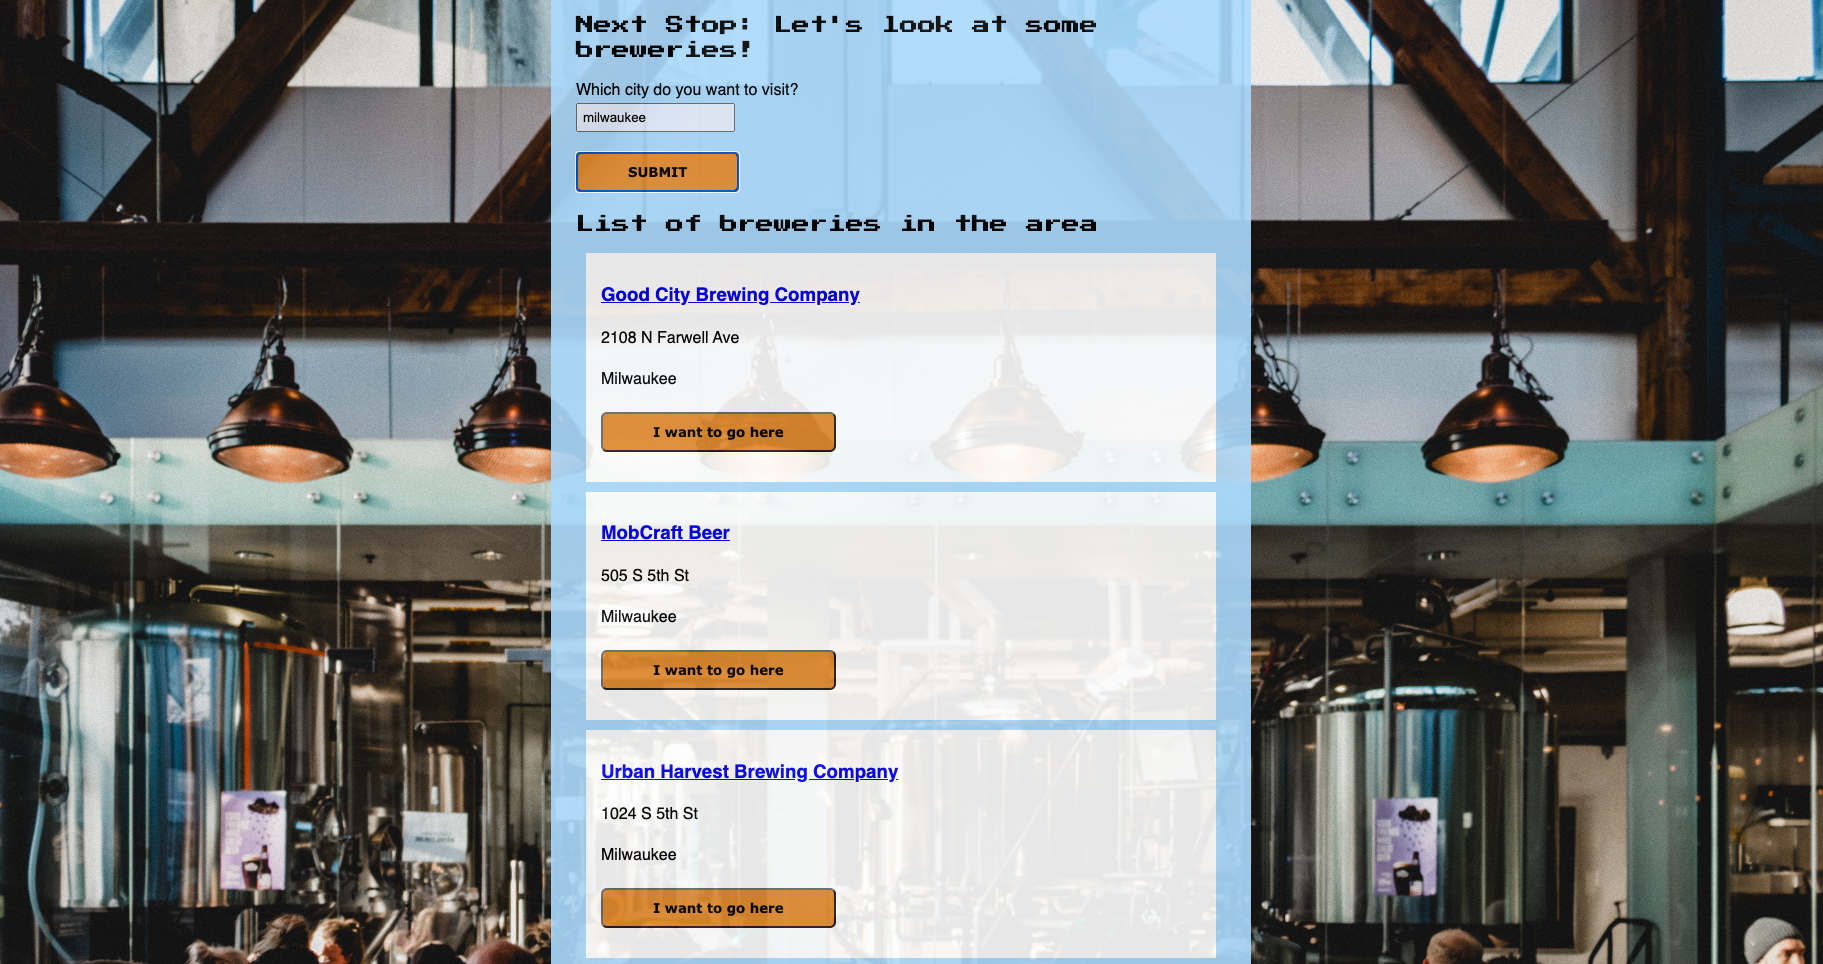 Next Stop: Let's look at some
breweries!
Which city do you want to visit?
milwaukee
SUBMIT
List of breweries in the area
Good City Brewing Company
2108 N Farwell Ave
Milwaukee
I want to go here
MobCraft Beer
505 S 5th St
Milwaukee
I want to go here
Urban Harvest Brewing Company
1024 S 5th St
Milwaukee
I want to go here